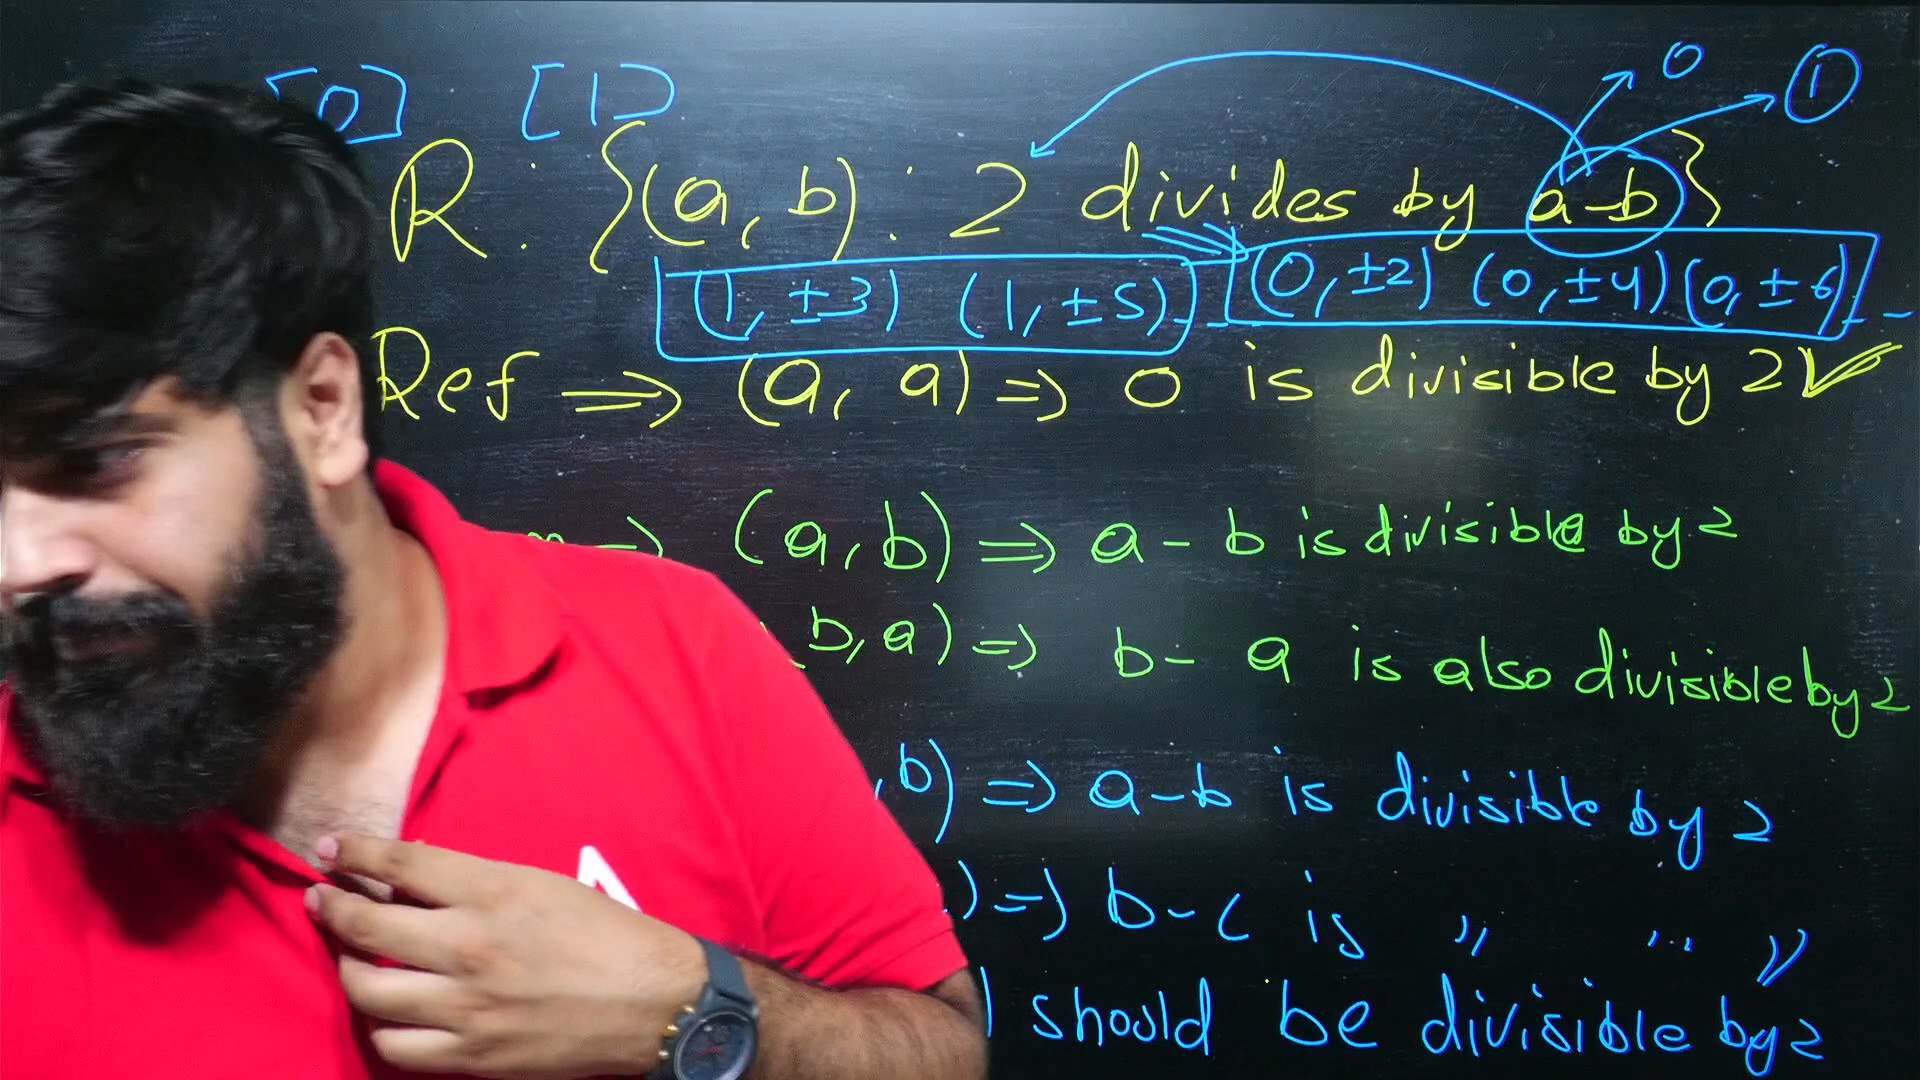 [0] [1] 0 1
R : {(a, b) : 2 divides by a-b}
(1, ±3) (1, ±5) -- (0, ±2) (0, ±4) (0, ±6) --
Ref ⟹ (a, a) ⇒ 0 is divisible by 2 ✓
(a, b) ⟹ a - b is divisible by 2
b, a) ⇒ b - a is also divisible by 2
, b) ⇒ a-b is divisible by 2
) ⇒ b-c is " " "
should be divisible by 2